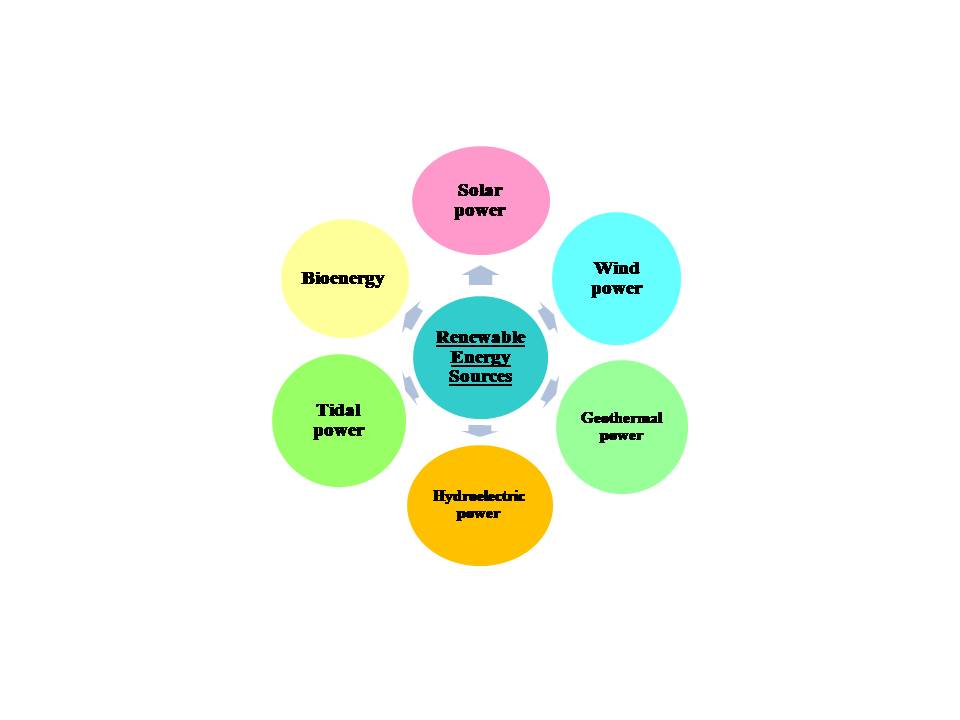 Solar
power
Wind
power
Geothermal
power
Hydroelectric
power
Tidal
power
Bioenergy
Renewable
Energy
Sources